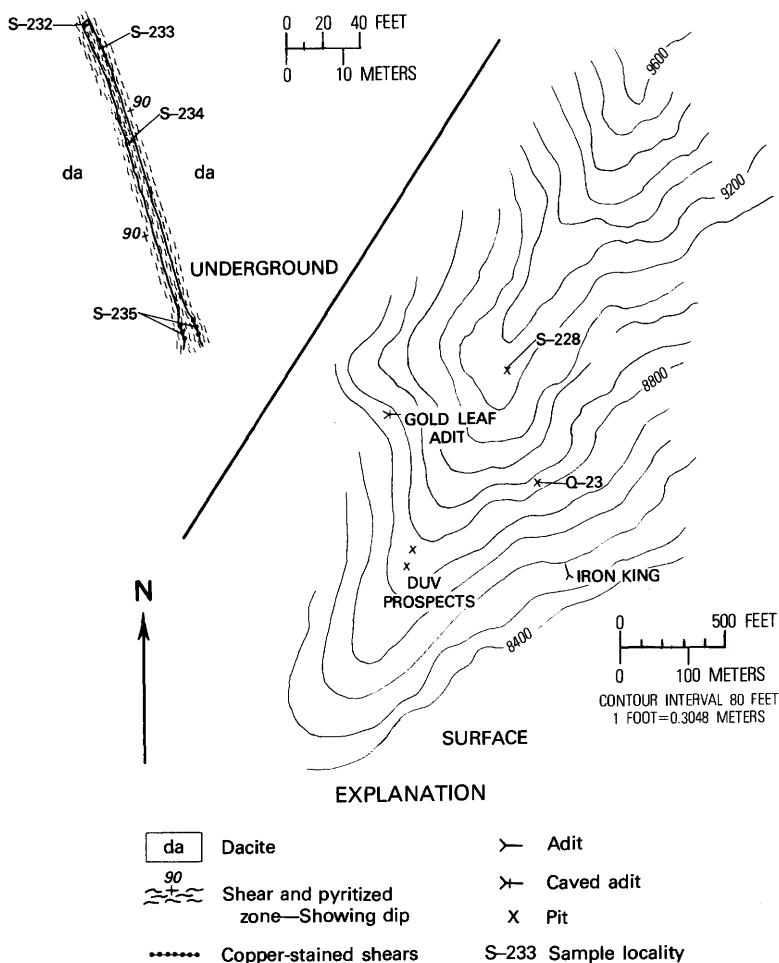 S-232
S-233
90
S-234
da
da
90
UNDERGROUND
S-235
0 20 40 FEET
0 10 METERS
9600
9200
S-228
8800
GOLD LEAF
ADIT
Q-23
DUV
PROSPECTS
IRON KING
8400
N
0 500 FEET
0 100 METERS
CONTOUR INTERVAL 80 FEET
1 FOOT=0.3048 METERS
SURFACE
EXPLANATION
da Dacite
90
Shear and pyritized
zone—Showing dip
Copper-stained shears
Adit
Caved adit
X Pit
S-233 Sample locality